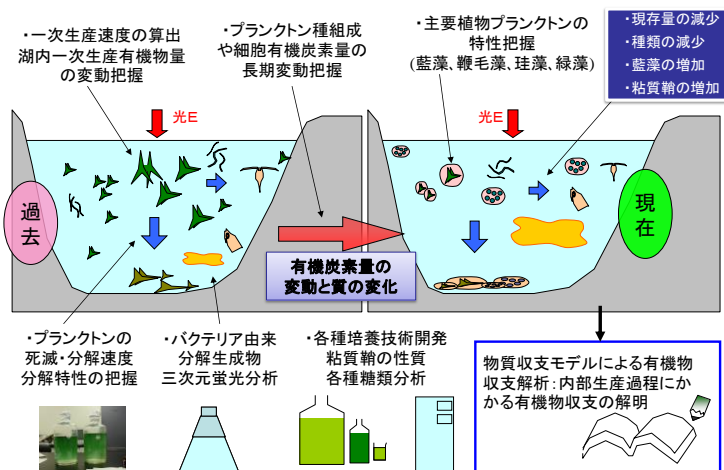 ・一次生産速度の算出
湖内一次生産有機物量
の変動把握
・プランクトン種組成
や細胞有機炭素量の
長期変動把握
・主要植物プランクトンの
特性把握
(藍藻、鞭毛藻、珪藻、緑藻)
・現存量の減少
・種類の減少
・藍藻の増加
・粘質鞘の増加
光E
光E
過去
現在
有機炭素量の
変動と質の変化
・プランクトンの
死滅・分解速度
分解特性の把握
・バクテリア由来
分解生成物
三次元蛍光分析
・各種培養技術開発
粘質鞘の性質
各種糖類分析
物質収支モデルによる有機物
収支解析：内部生産過程にか
かる有機物収支の解明